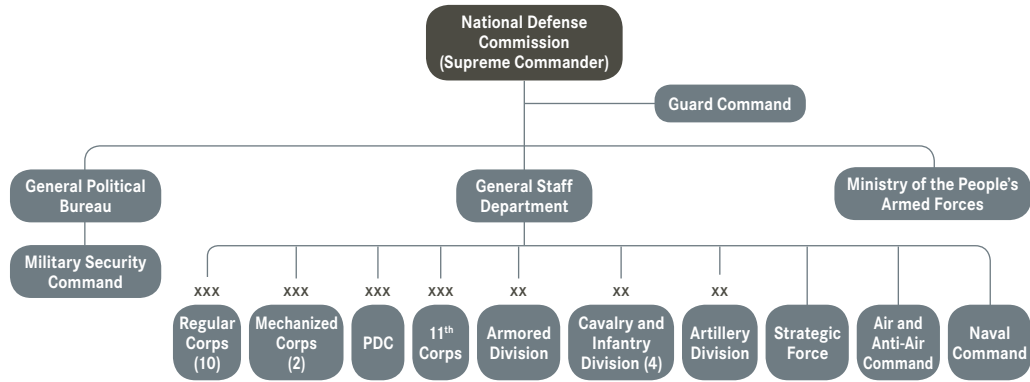 National Defense
Commission
(Supreme Commander)
Guard Command
General Political
Bureau
General Staff
Department
Ministry of the People's
Armed Forces
Military Security
Command
xxx
xxx
xxx
xxx
xx
xx
xx
Regular
Corps
(10)
Mechanized
Corps
(2)
PDC
11th
Corps
Armored
Division
Cavalry and
Infantry
Division (4)
Artillery
Division
Strategic
Force
Air and
Anti-Air
Command
Naval
Command